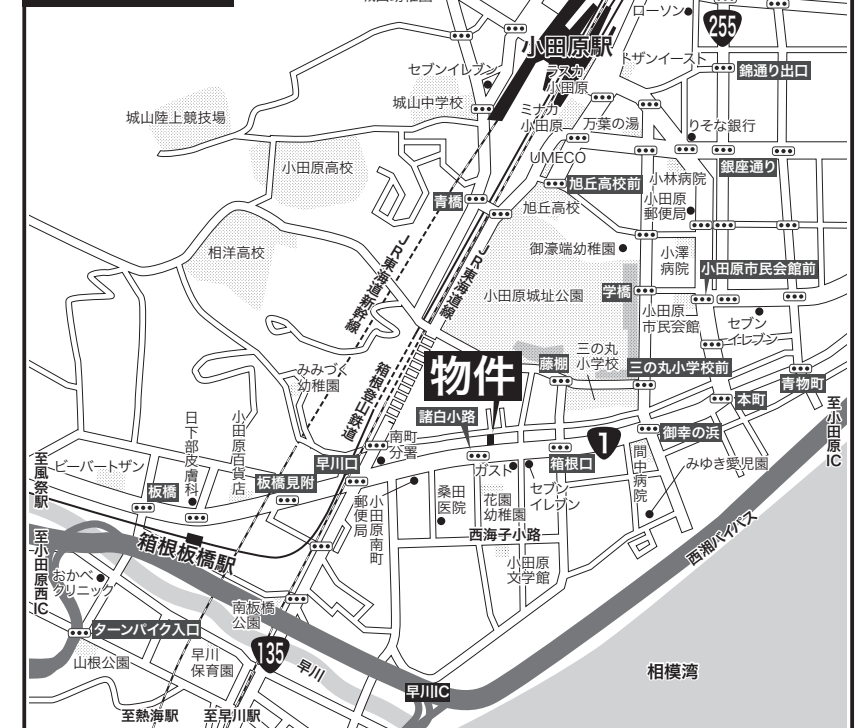 ローソン
255
小田原駅
トザンイースト
錦通り出口
セブンイレブン
ラスカ
小田原
城山陸上競技場
城山中学校
ミナカ
小田原
万葉の湯
りそな銀行
UMECO
銀座通り
小田原高校
旭丘高校前
小林病院
青橋
旭丘高校
小田原
郵便局
相洋高校
JR東海道新幹線
JR東海道線
御濠端幼稚園
小澤
病院
小田原市民会館前
小田原城址公園
学橋
小田原
市民会館
セブン
イレブン
三の丸
小学校
藤棚
三の丸小学校前
みみづく
幼稚園
箱根登山鉄道
物件
青物町
本町
至小田原IC
諸白小路
1
御幸の浜
日下部皮膚科
小田原百貨店
南町
分署
早川口
箱根口
間中病院
みゆき愛児園
至風祭駅
ビーバートザン
板橋
板橋見附
ガスト
セブン
イレブン
小田原南町
郵便局
桑田
医院
花園
幼稚園
西海子小路
西湘バイパス
至小田原西IC
箱根板橋駅
小田原
文学館
おかべ
クリニック
南板橋
公園
ターンパイク入口
135
山根公園
早川
保育園
早川
早川IC
相模湾
至熱海駅
至早川駅